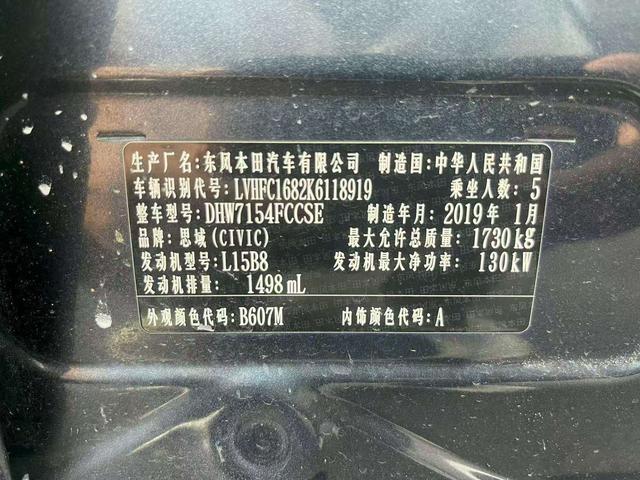 生产厂名:东风本田汽车有限公司 制造国:中华人民共和国
车辆识别代号:LVHFC1682K6118919 乘坐人数:5
整车型号:DHW7154FCCSE 制造年月:2019年1月
品牌:思域(CIVIC) 最大允许总质量:1730kg
发动机型号:L15B8 发动机最大净功率:130kW
发动机排量:1498mL
外观颜色代码:B607M 内饰颜色代码:A